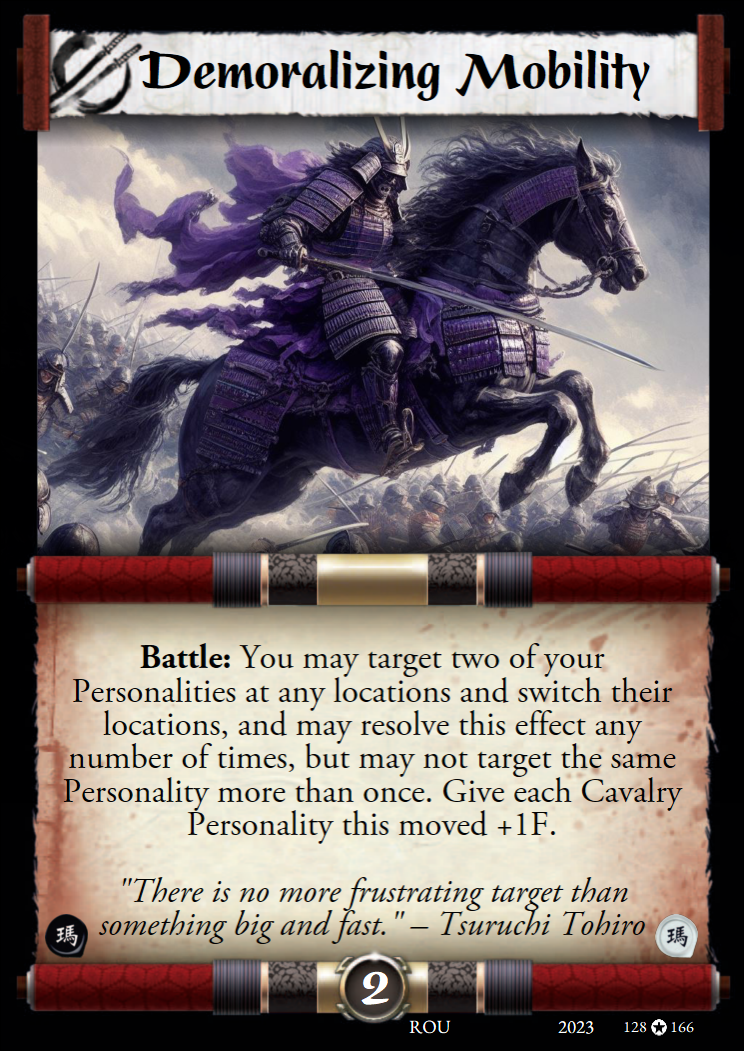 Demoralizing Mobility
Battle: You may target two of your
Personalities at any locations and switch their
locations, and may resolve this effect any
number of times, but may not target the same
Personality more than once. Give each Cavalry
Personality this moved +1F.
"There is no more frustrating target than
something big and fast." – Tsuruchi Tohiro
瑪 瑪
2
ROU 2023 128 ✪ 166